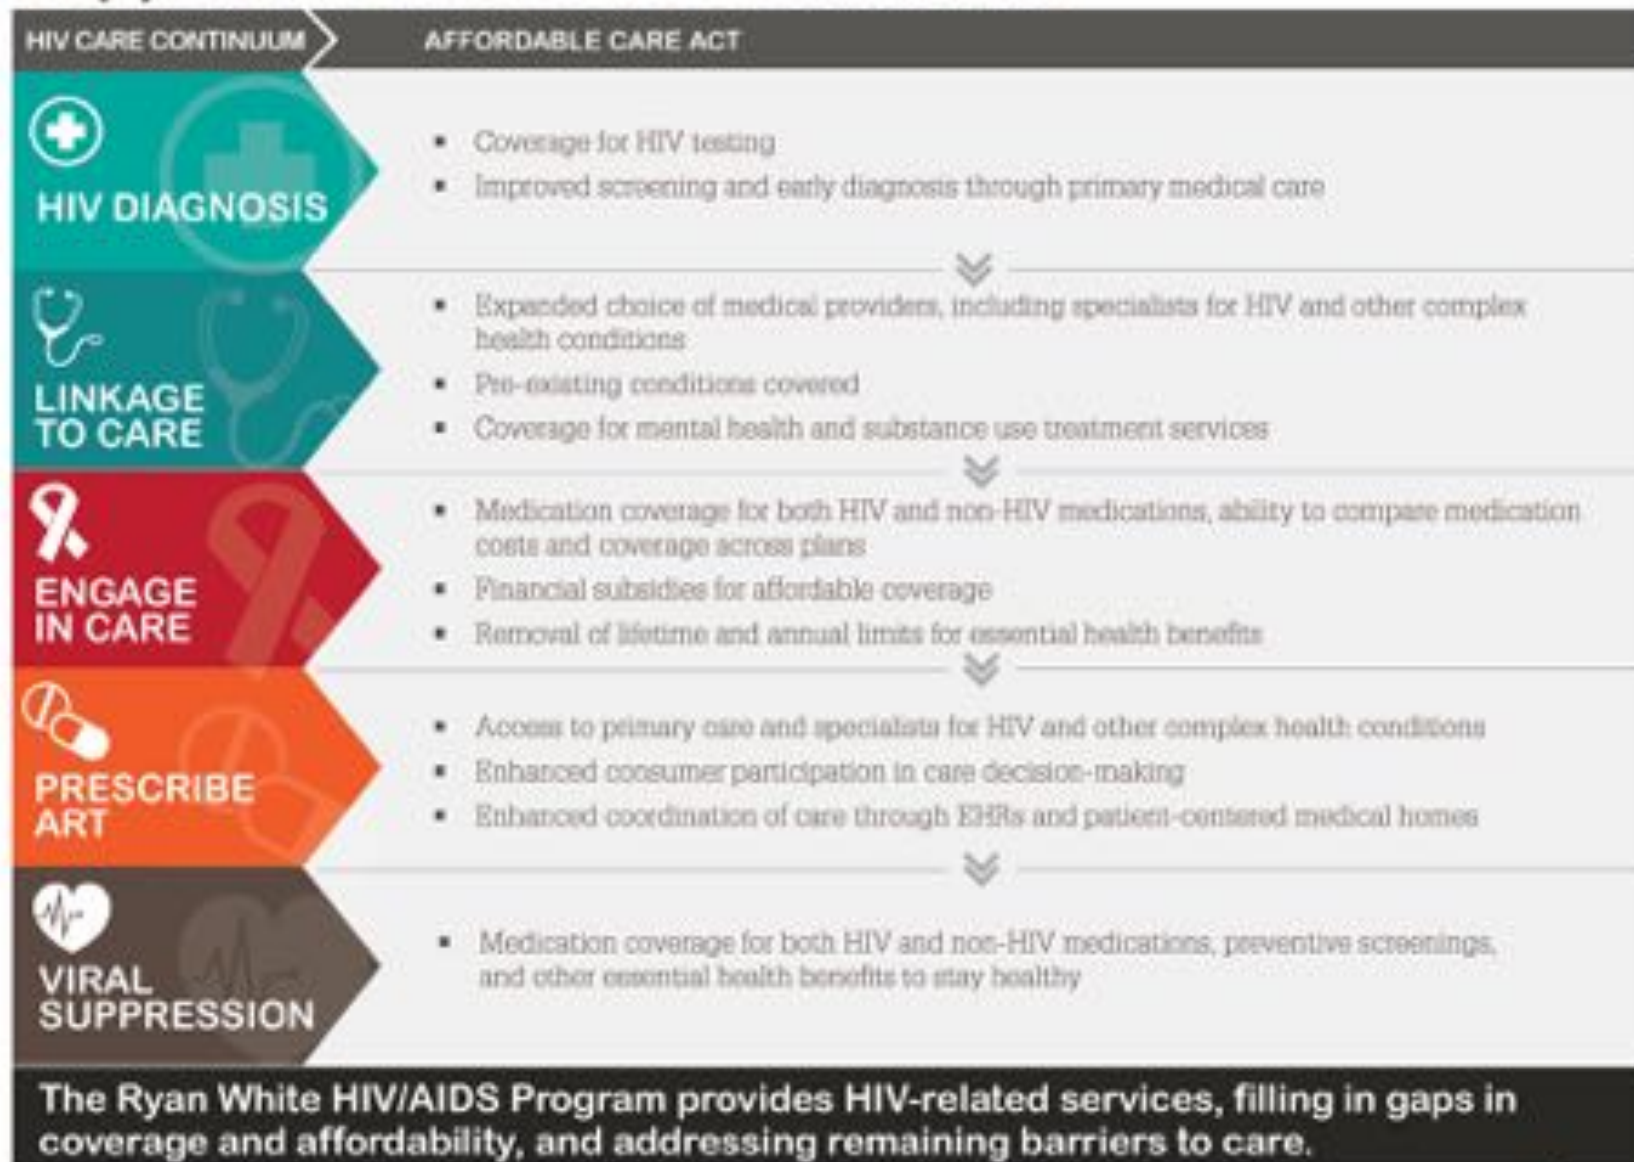 HIV CARE CONTINUUM
AFFORDABLE CARE ACT
HIV DIAGNOSIS
▪ Coverage for HIV testing
▪ Improved screening and early diagnosis through primary medical care
LINKAGE
TO CARE
▪ Expanded choice of medical providers, including specialists for HIV and other complex
health conditions
▪ Pre-existing conditions covered
▪ Coverage for mental health and substance use treatment services
ENGAGE
IN CARE
▪ Medication coverage for both HIV and non-HIV medications, ability to compare medication
costs and coverage across plans
▪ Financial subsidies for affordable coverage
▪ Removal of lifetime and annual limits for essential health benefits
PRESCRIBE
ART
▪ Access to primary care and specialists for HIV and other complex health conditions
▪ Enhanced consumer participation in care decision-making
▪ Enhanced coordination of care through EHRs and patient-centered medical homes
VIRAL
SUPPRESSION
▪ Medication coverage for both HIV and non-HIV medications, preventive screenings,
and other essential health benefits to stay healthy
The Ryan White HIV/AIDS Program provides HIV-related services, filling in gaps in
coverage and affordability, and addressing remaining barriers to care.